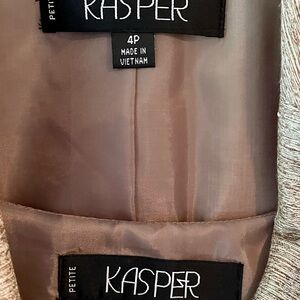 PETITE
KASPER
4P
MADE IN
VIETNAM
PETITE
KASPER